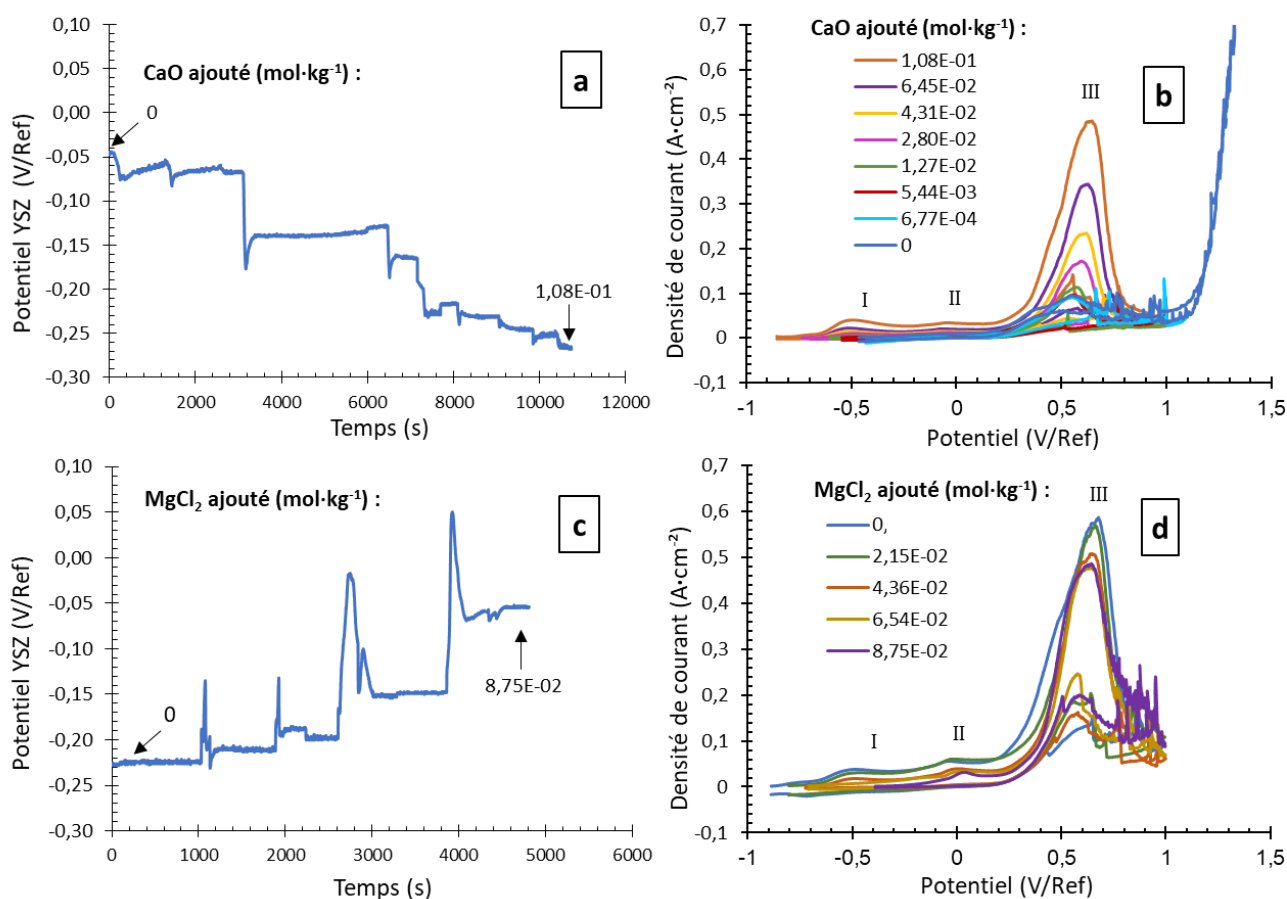 CaO ajouté (mol·kg⁻¹) :
a
0
1,08E-01
0,10
0,05
0,00
-0,05
-0,10
-0,15
-0,20
-0,25
-0,30
Potentiel YSZ (V/Ref)
0
2000
4000
6000
8000
10000
12000
Temps (s)
CaO ajouté (mol·kg⁻¹) :
1,08E-01
6,45E-02
4,31E-02
2,80E-02
1,27E-02
5,44E-03
6,77E-04
0
b
I
II
III
0,7
0,6
0,5
0,4
0,3
0,2
0,1
0
-0,1
Densité de courant (A·cm⁻²)
-1
-0,5
0
0,5
1
1,5
Potentiel (V/Ref)
MgCl₂ ajouté (mol·kg⁻¹) :
c
0
8,75E-02
0,10
0,05
0,00
-0,05
-0,10
-0,15
-0,20
-0,25
-0,30
Potentiel YSZ (V/Ref)
0
1000
2000
3000
4000
5000
6000
Temps (s)
MgCl₂ ajouté (mol·kg⁻¹) :
0,
2,15E-02
4,36E-02
6,54E-02
8,75E-02
d
I
II
III
0,7
0,6
0,5
0,4
0,3
0,2
0,1
0
-0,1
Densité de courant (A·cm⁻²)
-1
-0,5
0
0,5
1
1,5
Potentiel (V/Ref)